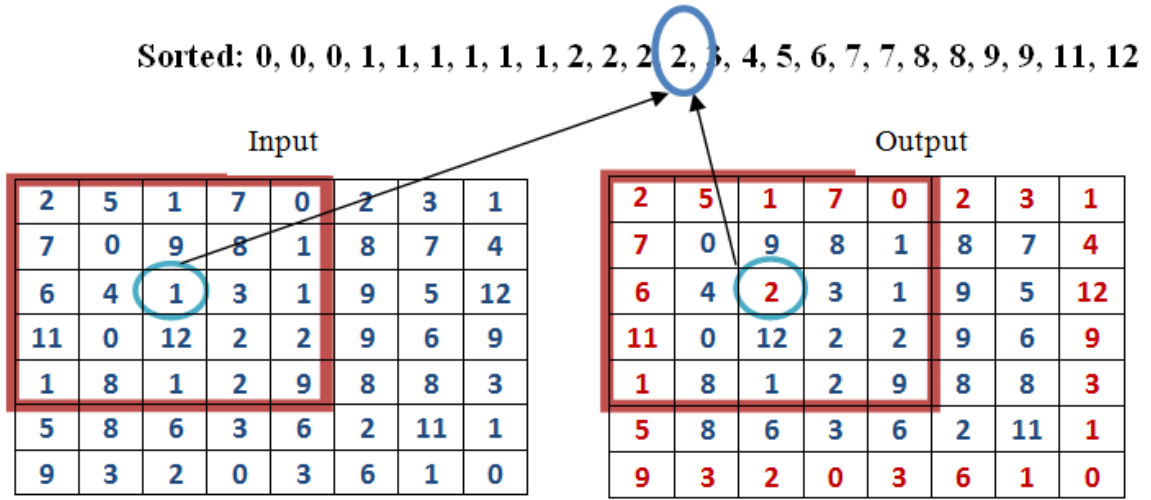 Sorted: 0, 0, 0, 1, 1, 1, 1, 1, 1, 2, 2, 2, 2, 3, 4, 5, 6, 7, 7, 8, 8, 9, 9, 11, 12
Input
Output
2 5 1 7 0 2 3 1
7 0 9 8 1 8 7 4
6 4 1 3 1 9 5 12
11 0 12 2 2 9 6 9
1 8 1 2 9 8 8 3
5 8 6 3 6 2 11 1
9 3 2 0 3 6 1 0
2 5 1 7 0 2 3 1
7 0 9 8 1 8 7 4
6 4 2 3 1 9 5 12
11 0 12 2 2 9 6 9
1 8 1 2 9 8 8 3
5 8 6 3 6 2 11 1
9 3 2 0 3 6 1 0